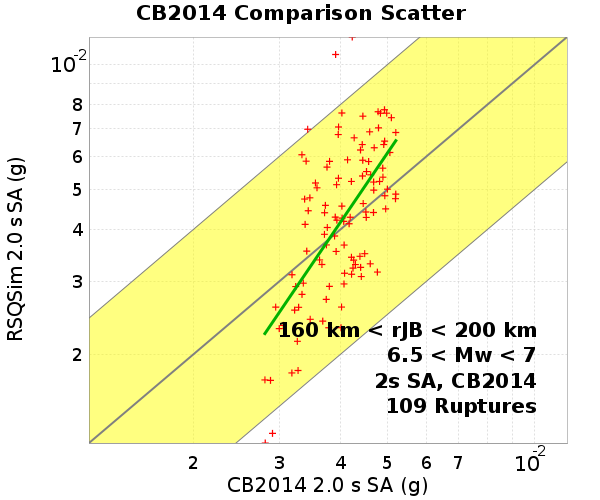 CB2014 Comparison Scatter
RSQSim 2.0 s SA (g)
10-2
8
7
6
5
4
3
2
160 km < rJB < 200 km
6.5 < Mw < 7
2s SA, CB2014
109 Ruptures
2 3 4 5 6 7 10-2
CB2014 2.0 s SA (g)